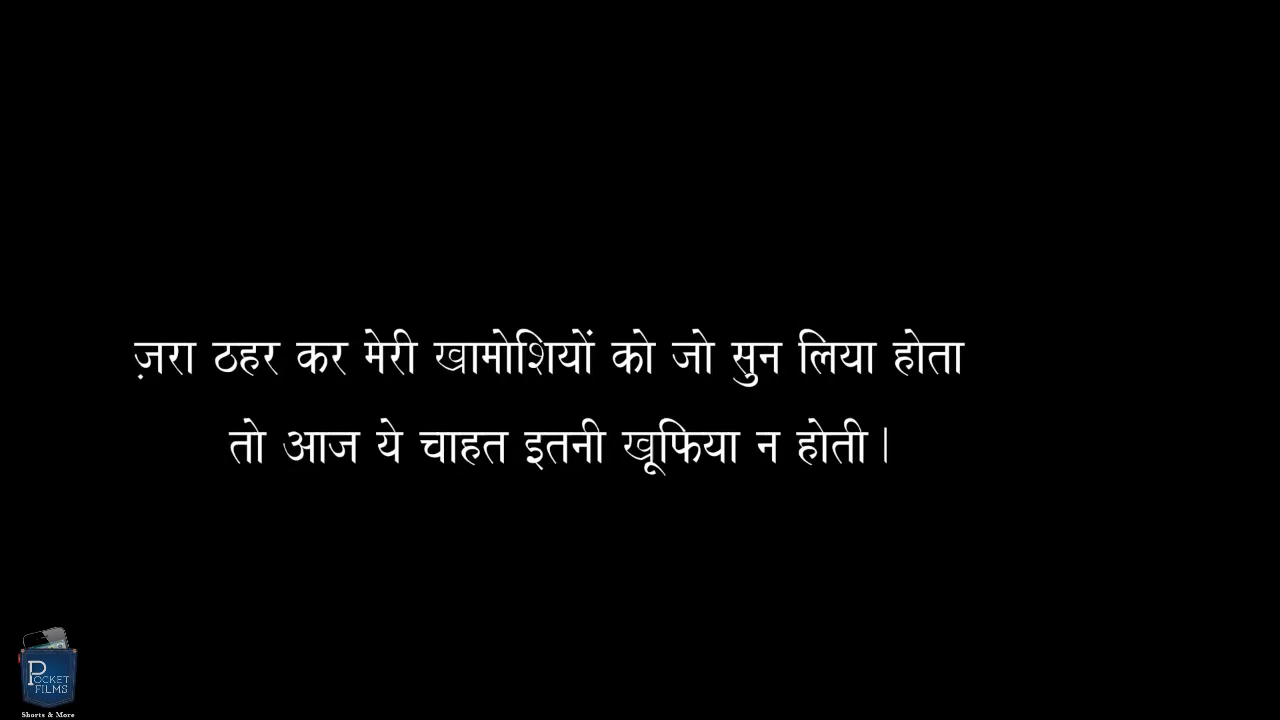 ज़रा ठहर कर मेरी खामोशियों को जो सुन लिया होता
तो आज ये चाहत इतनी खूफिया न होती।
POCKET
FILMS
Shorts & More